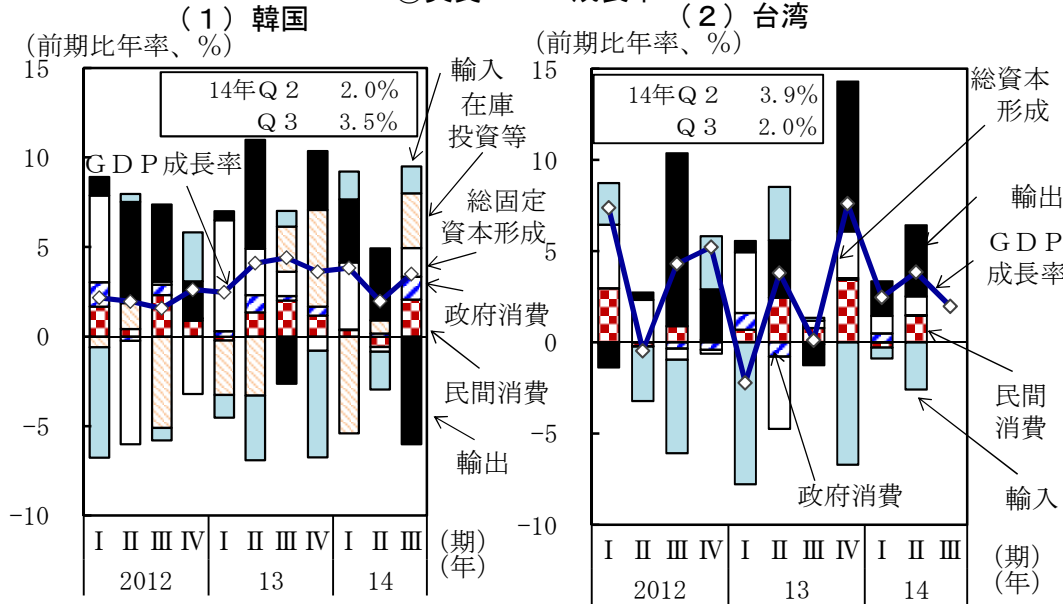 （１）韓国
（前期比年率、％）
15
10
5
0
-5
-10
14年Ｑ２ 2.0%
Ｑ３ 3.5%
ＧＤＰ成長率
輸入
在庫
投資等
総固定
資本形成
政府消費
民間消費
輸出
Ⅰ Ⅱ Ⅲ Ⅳ Ⅰ Ⅱ Ⅲ Ⅳ Ⅰ Ⅱ Ⅲ
（期）
2012 13 14
（年）
（２）台湾
（前期比年率、％）
15
10
5
0
-5
-10
14年Ｑ２ 3.9%
Ｑ３ 2.0%
総資本
形成
輸出
ＧＤＰ
成長率
民間
消費
政府消費
輸入
Ⅰ Ⅱ Ⅲ Ⅳ Ⅰ Ⅱ Ⅲ Ⅳ Ⅰ Ⅱ Ⅲ
（期）
2012 13 14
（年）